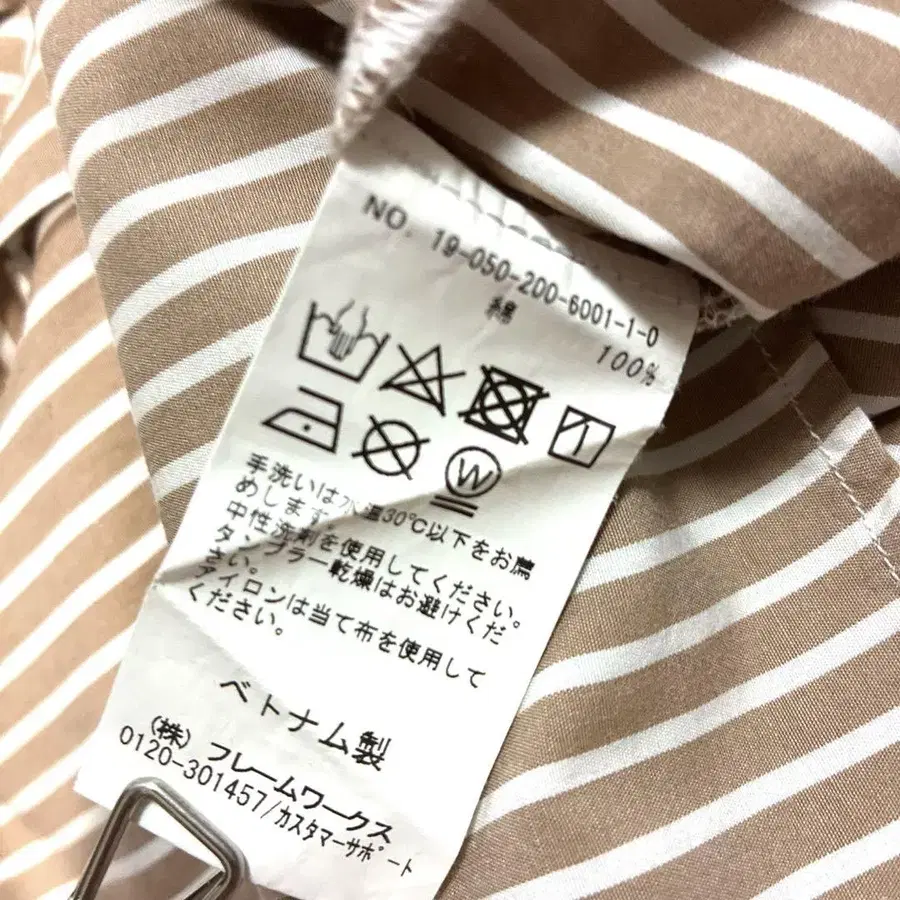 NO. 19-050-200-6001-1-0
綿 100%
W
手洗いは水温30℃以下をお薦
めします。
中性洗剤を使用してください。
タンブラー乾燥はお避けくだ
さい。
アイロンは当て布を使用して
ください。
ベトナム製
(株) フレームワークス
0120-301457/カスタマーサポート